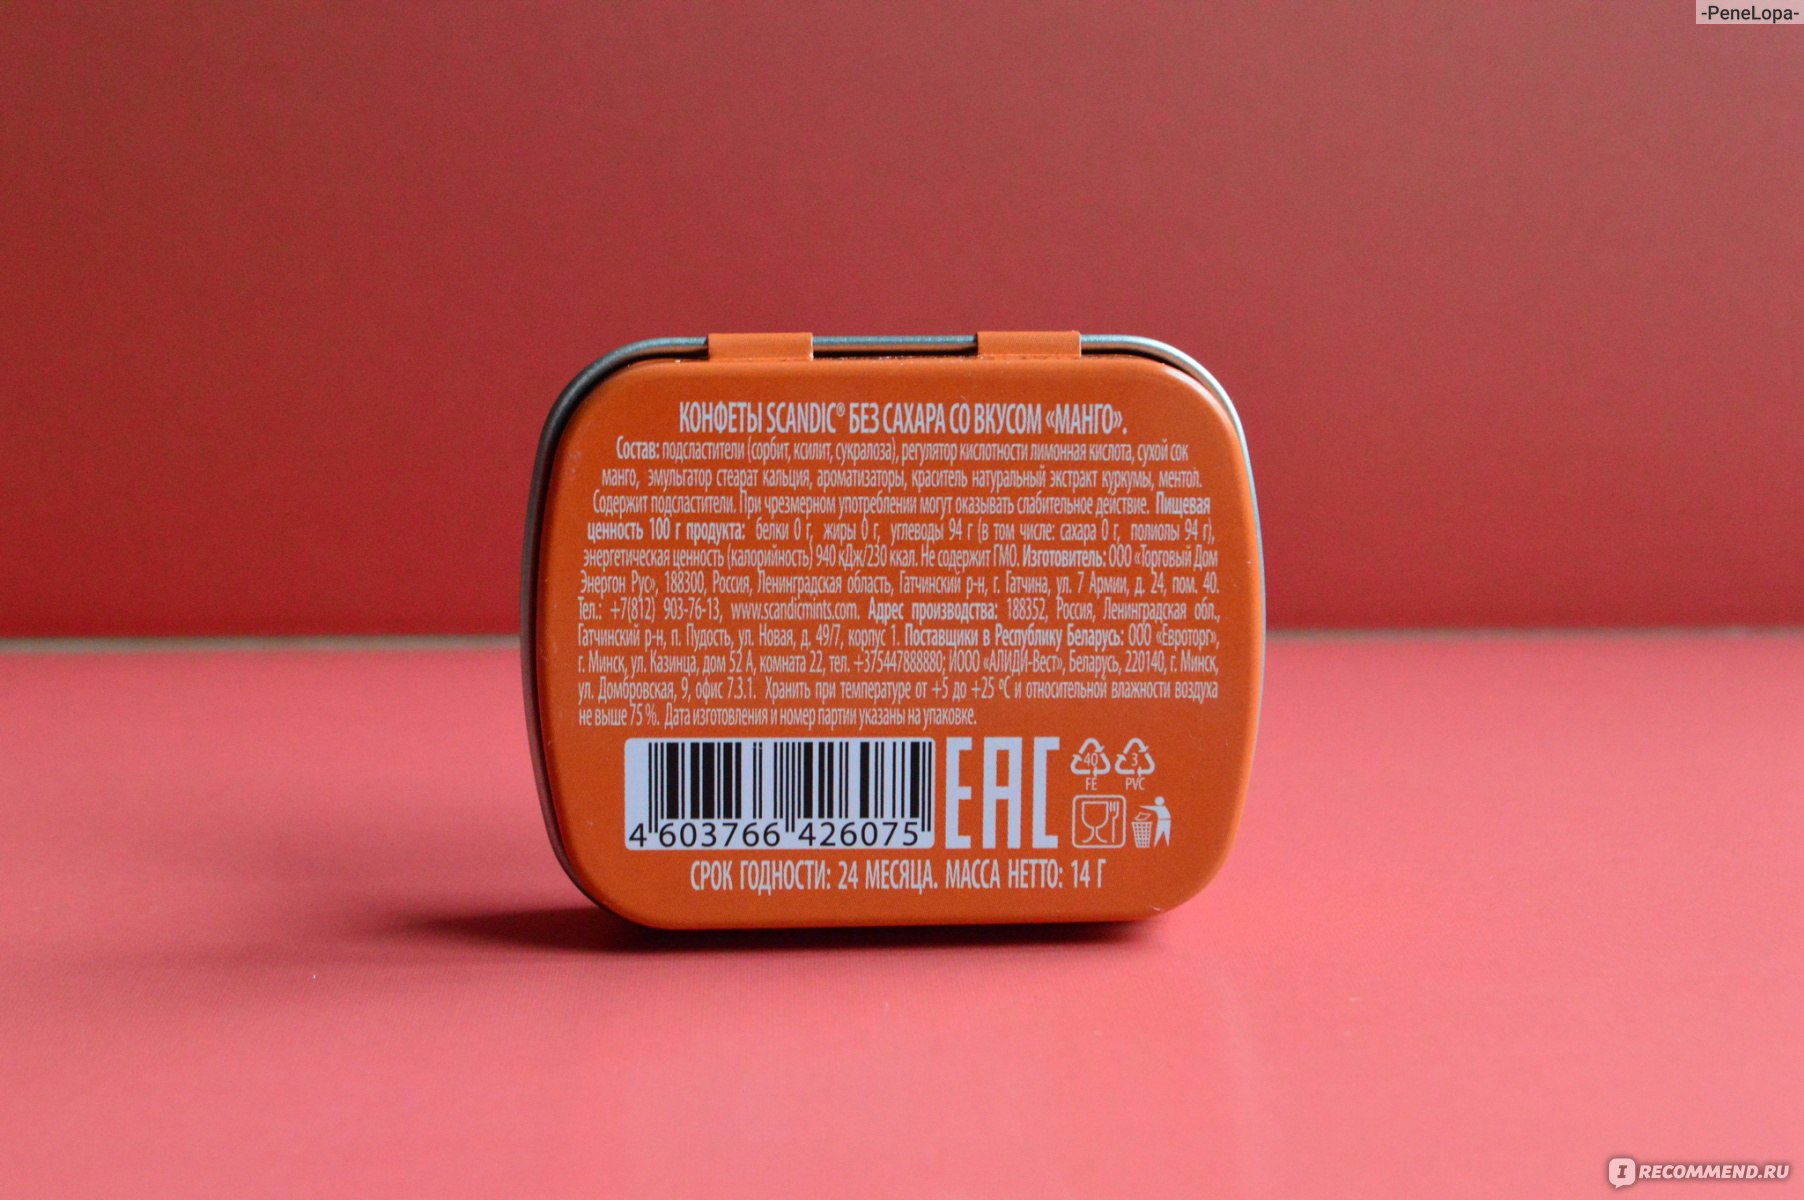 -PeneLopa-
КОНФЕТЫ SCANDIC® БЕЗ САХАРА СО ВКУСОМ «МАНГО».
Состав: подсластители (сорбит, ксилит, сукралоза), регулятор кислотности лимонная кислота, сухой сок
манго, эмульгатор стеарат кальция, ароматизаторы, краситель натуральный экстракт куркумы, ментол.
Содержит подсластители. При чрезмерном употреблении могут оказывать слабительное действие. Пищевая
ценность 100 г продукта: белки 0 г, жиры 0 г, углеводы 94 г (в том числе: сахара 0 г, полиолы 94 г),
энергетическая ценность (калорийность) 940 кДж/230 ккал. Не содержит ГМО. Изготовитель: ООО «Торговый Дом
Энергон Рус», 188300, Россия, Ленинградская область, Гатчинский р-н, г. Гатчина, ул. 7 Армии, д. 24, пом. 40.
Тел.: +7(812) 903-76-13, www.scandicmints.com. Адрес производства: 188352, Россия, Ленинградская обл.,
Гатчинский р-н, п. Пудость, ул. Новая, д. 49/7, корпус 1. Поставщики в Республику Беларусь: ООО «Евроторг»,
г. Минск, ул. Казинца, дом 52 А, комната 22, тел. +375447888880; ИООО «АЛИДИ-Вест», Беларусь, 220140, г. Минск,
ул. Домбровская, 9, офис 7.3.1. Хранить при температуре от +5 до +25 °С и относительной влажности воздуха
не выше 75 %. Дата изготовления и номер партии указаны на упаковке.
4 603766 426075
EAC
40
FE
3
PVC
СРОК ГОДНОСТИ: 24 МЕСЯЦА. МАССА НЕТТО: 14 Г
I RECOMMEND.RU